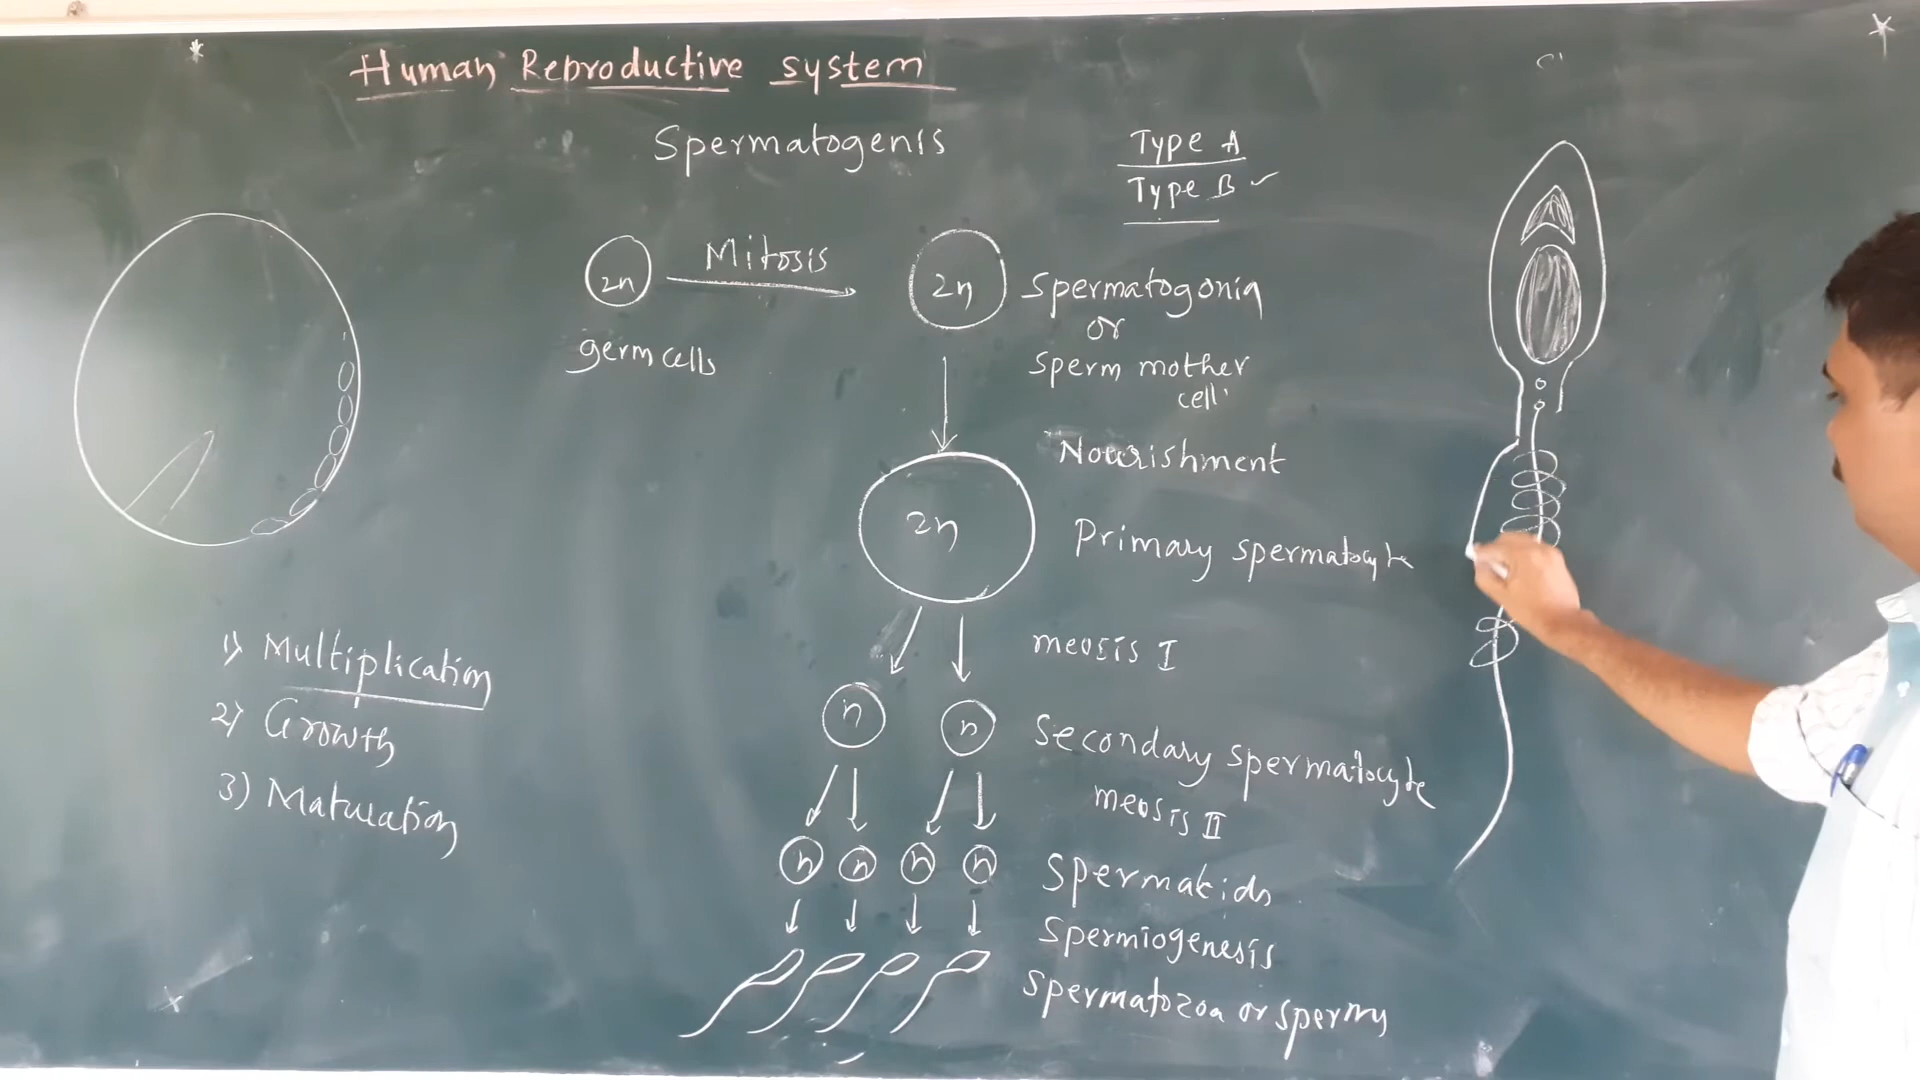 Human Reproductive system
Spermatogenis
Type A
Type B
2n
Mitosis
2n
Spermatogonia
or
Sperm mother
cell
germ cells
Nourishment
2n
Primary spermatocyte
meosis I
n n
Secondary spermatocyte
meosis II
n n n n
Spermatids
Spermiogenesis
Spermatozoa or sperms
1) Multiplication
2) Growth
3) Maturation